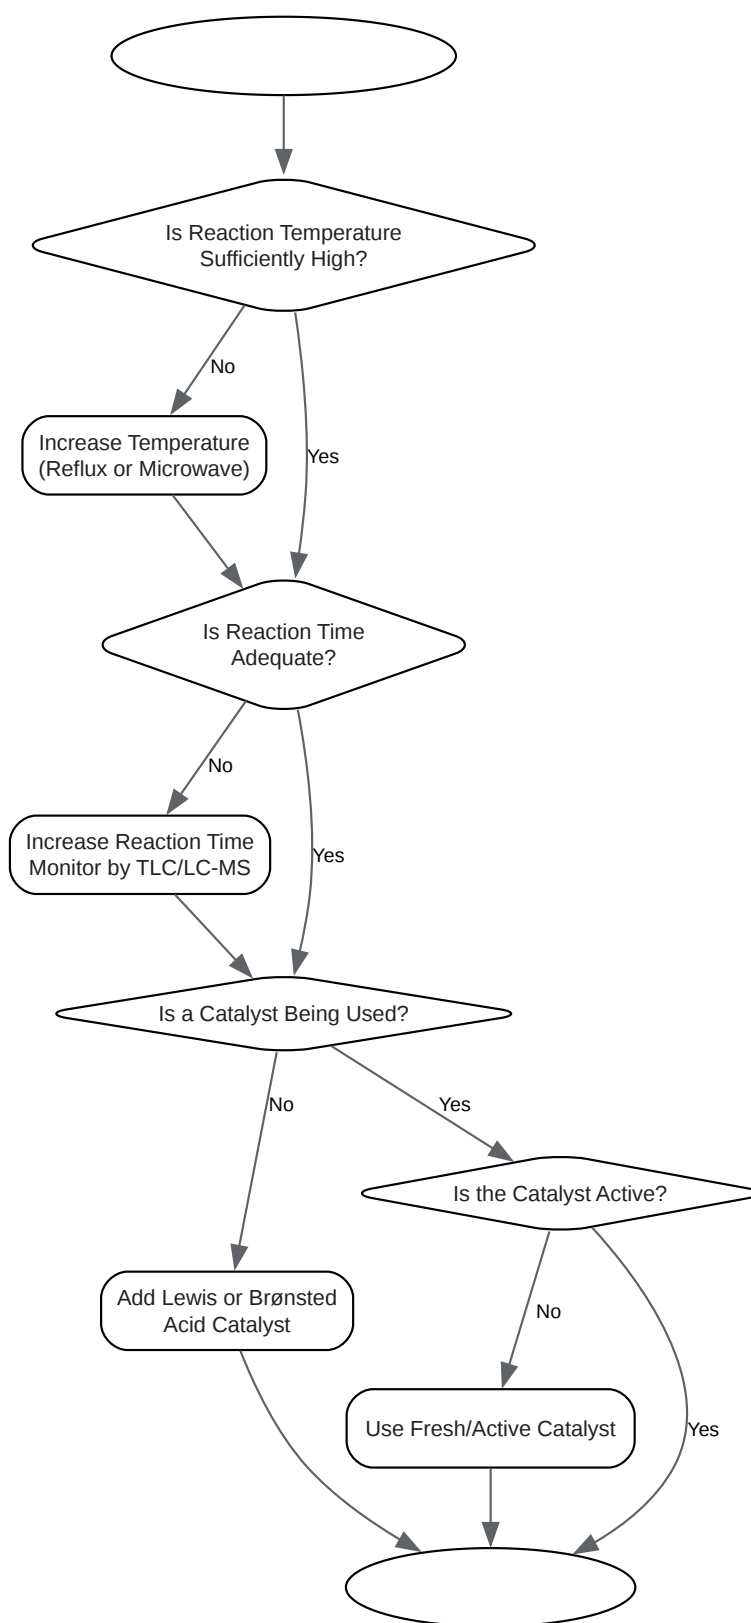 Is Reaction Temperature
Sufficiently High?
No
Increase Temperature
(Reflux or Microwave)
Yes
Is Reaction Time
Adequate?
No
Increase Reaction Time
Monitor by TLC/LC-MS
Yes
Is a Catalyst Being Used?
No
Yes
Is the Catalyst Active?
Add Lewis or Brønsted
Acid Catalyst
No
Use Fresh/Active Catalyst
Yes